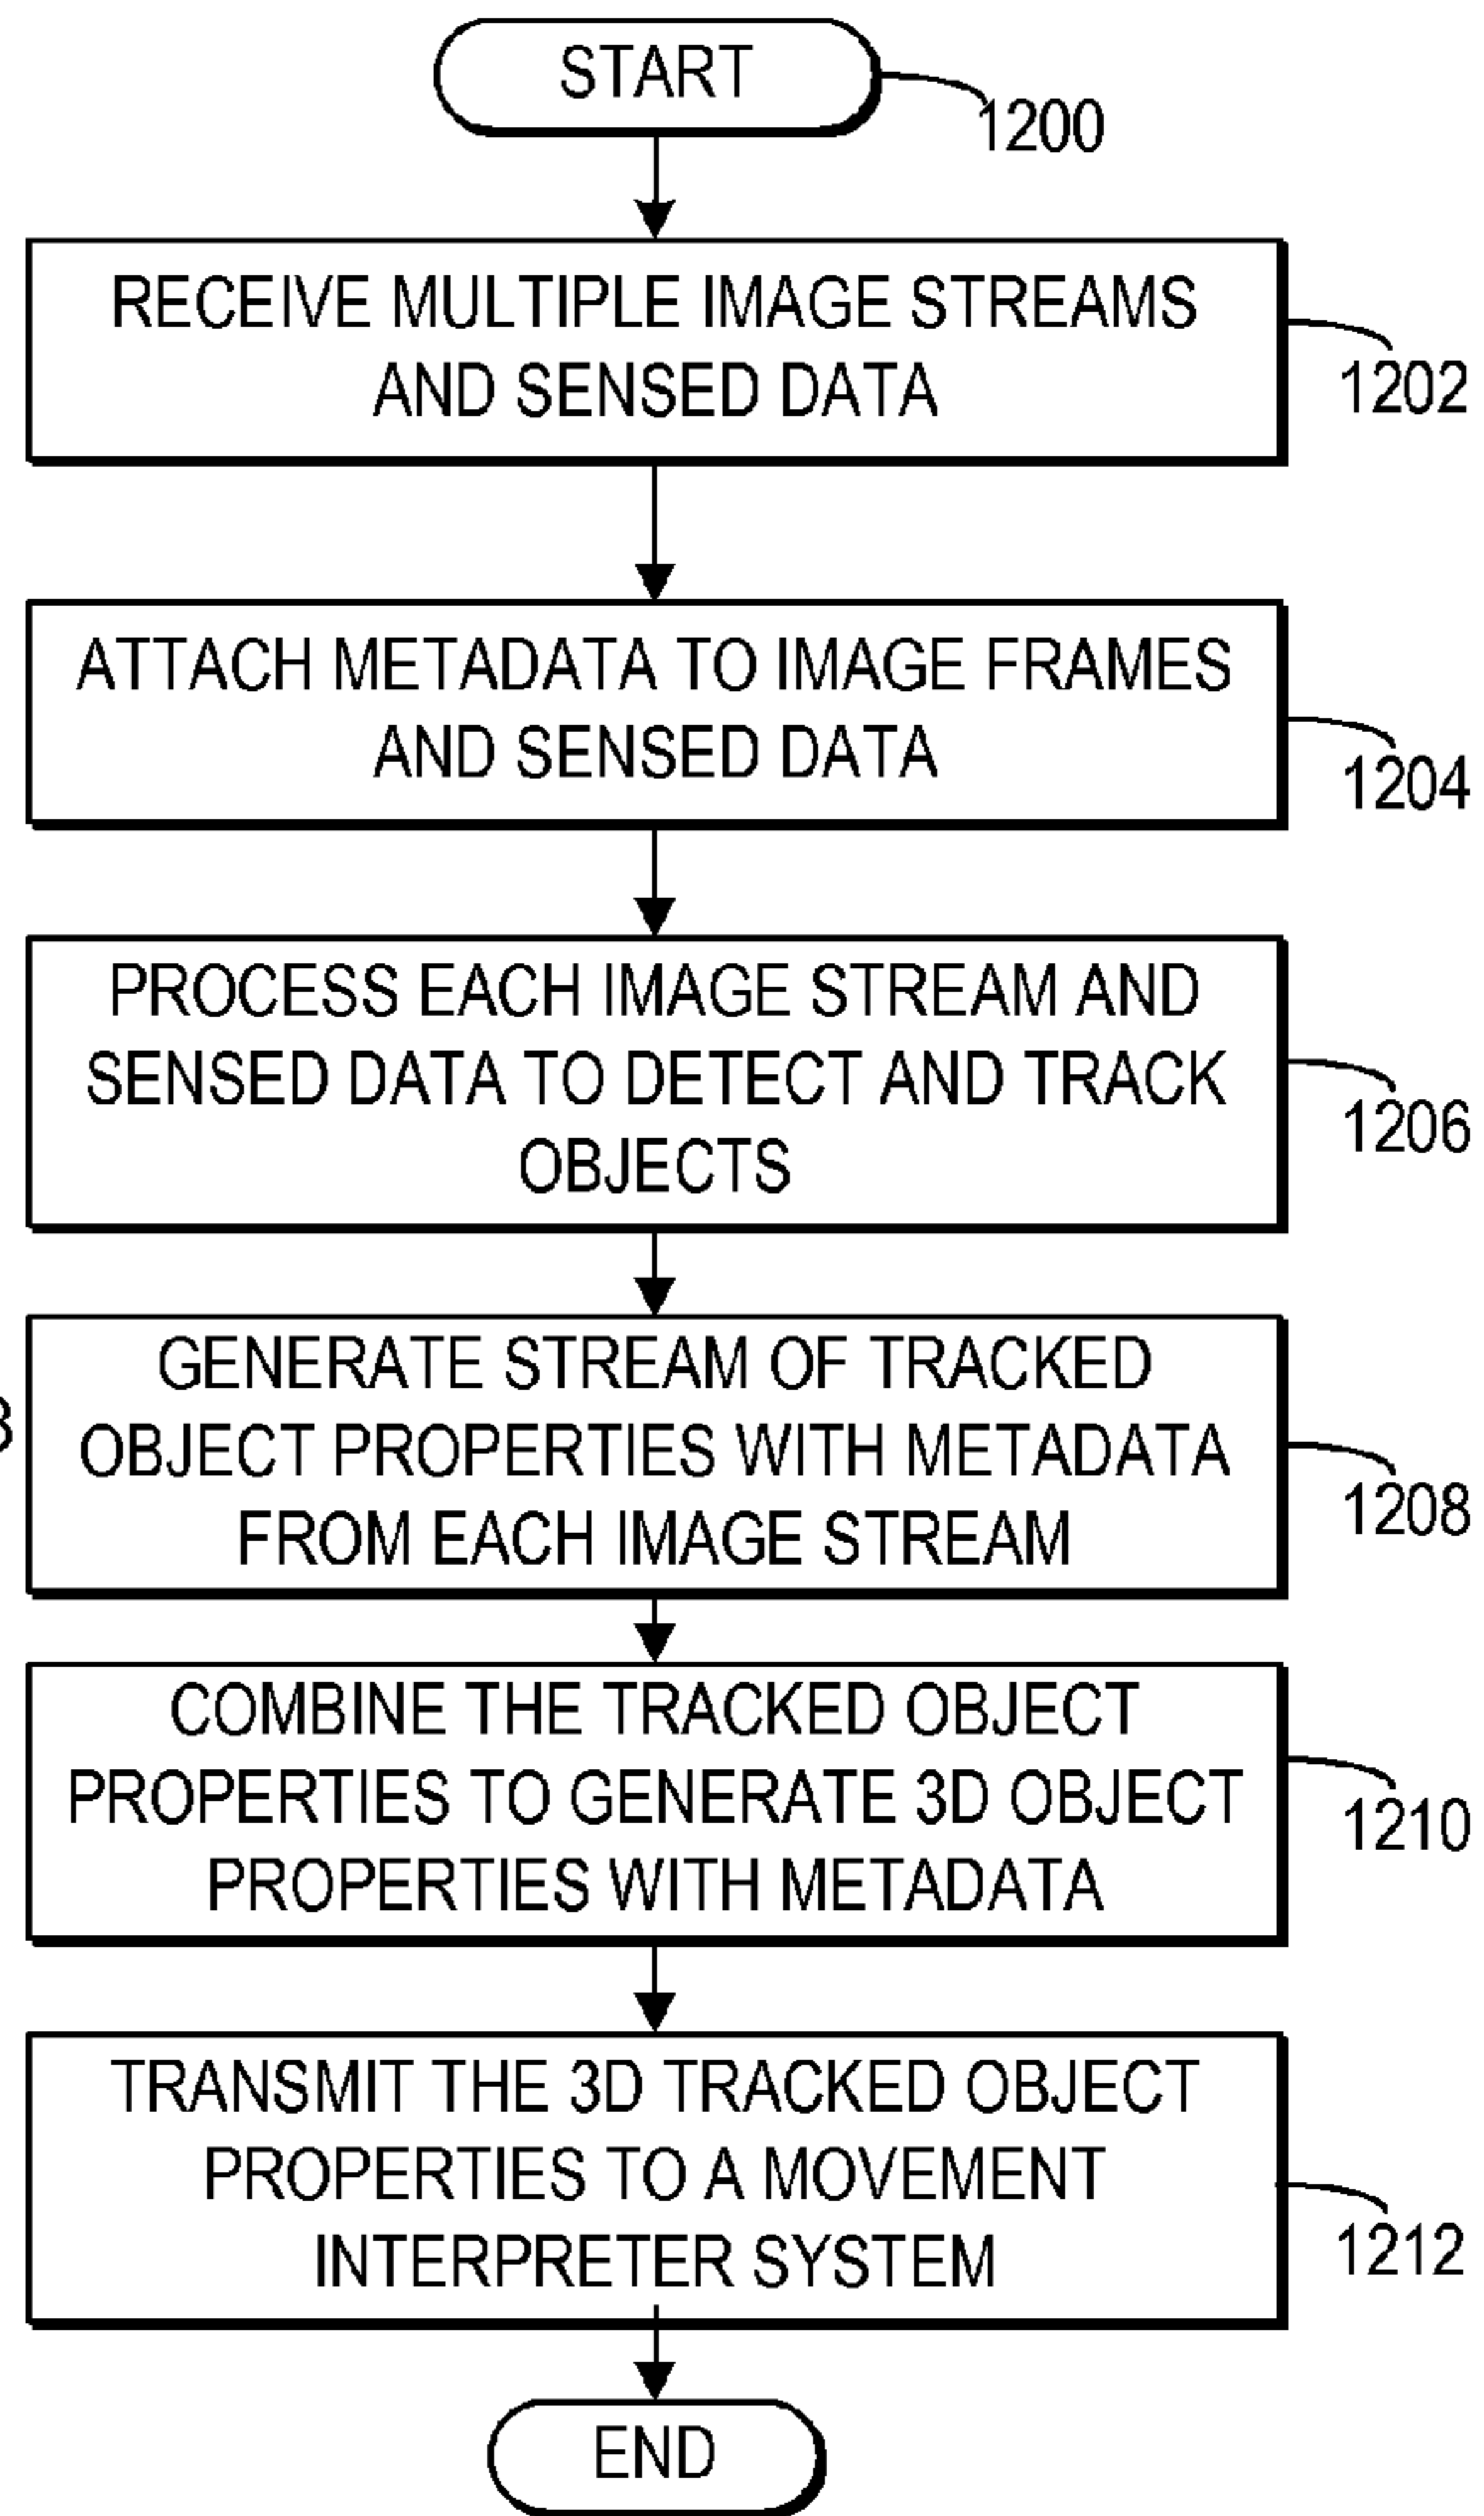 START
1200
RECEIVE MULTIPLE IMAGE STREAMS
AND SENSED DATA
1202
ATTACH METADATA TO IMAGE FRAMES
AND SENSED DATA
1204
PROCESS EACH IMAGE STREAM AND
SENSED DATA TO DETECT AND TRACK
OBJECTS
1206
GENERATE STREAM OF TRACKED
OBJECT PROPERTIES WITH METADATA
FROM EACH IMAGE STREAM
1208
COMBINE THE TRACKED OBJECT
PROPERTIES TO GENERATE 3D OBJECT
PROPERTIES WITH METADATA
1210
TRANSMIT THE 3D TRACKED OBJECT
PROPERTIES TO A MOVEMENT
INTERPRETER SYSTEM
1212
END